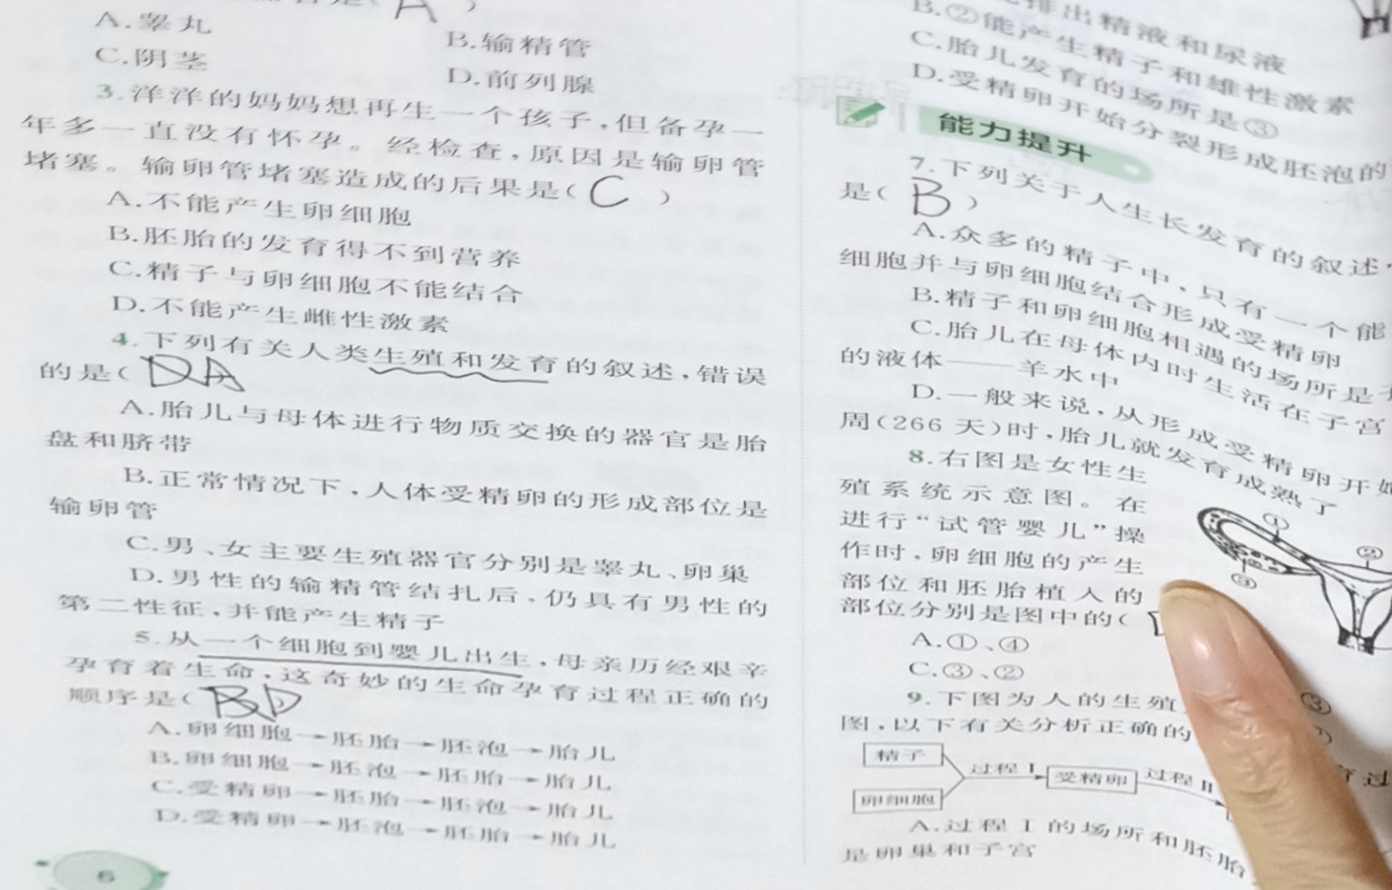 A
A.睾丸
B.输精管
C.阴茎
D.前列腺
3.洋洋的妈妈想再生一个孩子,但备孕一
年多一直没有怀孕。经检查,原因是输卵管
堵塞。输卵管堵塞造成的后果是( C )
A.不能产生卵细胞
B.胚胎的发育得不到营养
C.精子与卵细胞不能结合
D.不能产生雌性激素
4.下列有关人类生殖和发育的叙述,错误
的是( DA
A.胎儿与母体进行物质交换的器官是胎
盘和脐带
B.正常情况下,人体受精卵的形成部位是
输卵管
C.男、女主要生殖器官分别是睾丸、卵巢
D.男性的输精管结扎后,仍具有男性的
第二性征,并能产生精子
5.从一个细胞到婴儿出生,母亲历经艰辛
孕育着生命,这奇妙的生命孕育过程正确的
顺序是( BD
A.卵细胞→胚胎→胚泡→胎儿
B.卵细胞→胚泡→胚胎→胎儿
C.受精卵→胚胎→胚泡→胎儿
D.受精卵→胚泡→胚胎→胎儿
6
排出精液和尿液
B.②能产生精子和雄性激素
C.胎儿发育的场所是③
D.受精卵开始分裂形成胚泡的
能力提升
7.下列关于人生长发育的叙述,
是( B )
A.众多的精子中,只有一个能
细胞并与卵细胞结合形成受精卵
B.精子和卵细胞相遇的场所是
C.胎儿在母体内时生活在子宫
的液体——羊水中
D.一般来说,从形成受精卵开始
周(266天)时,胎儿就发育成熟了
8.右图是女性生
殖系统示意图。在
进行“试管婴儿”操
作时,卵细胞的产生
部位和胚胎植入的
部位分别是图中的(
① ② ③
A.①、④
C.③、②
③
9.下图为人的生殖
育过
图,以下有关分析正确的
精子
卵细胞
过程Ⅰ
受精卵
过程Ⅱ
A.过程Ⅰ的场所和胚胎
是卵巢和子宫